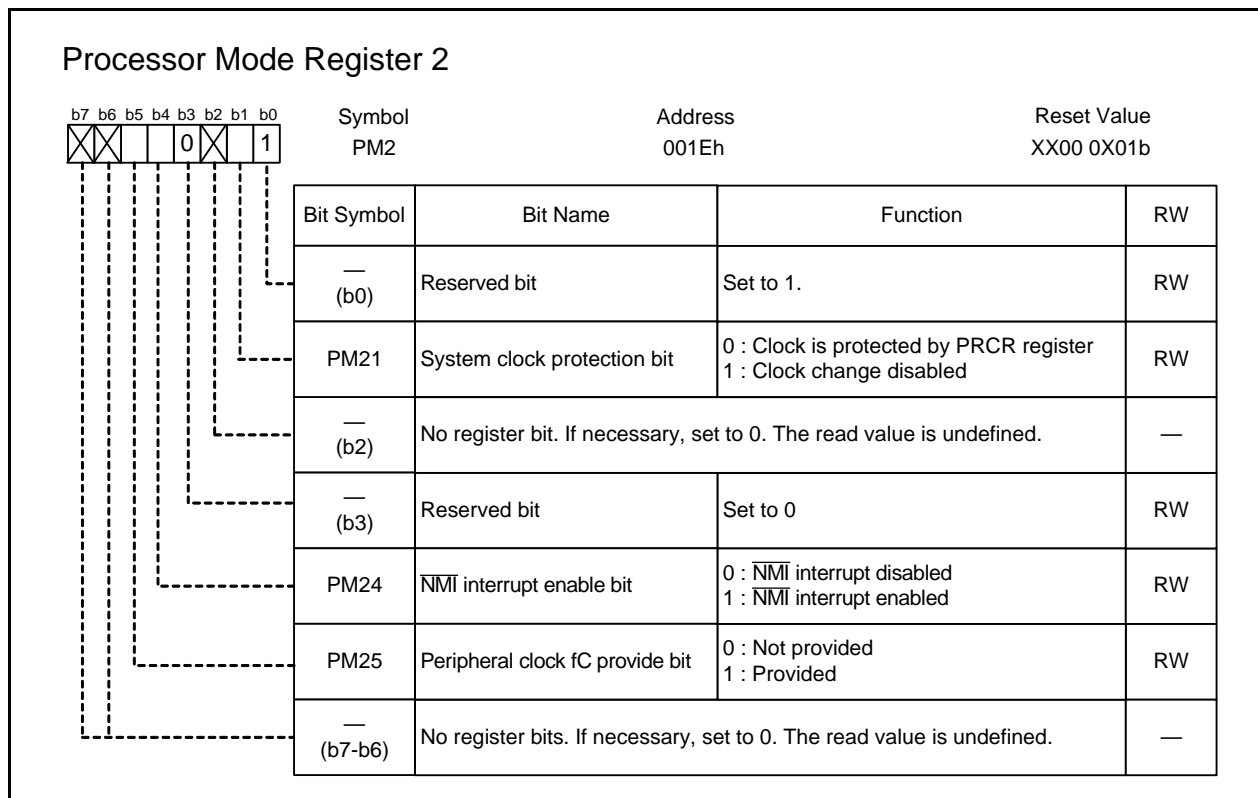 Processor Mode Register 2
b7 b6 b5 b4 b3 b2 b1 b0
Symbol Address Reset Value
0 1
PM2 001Eh XX00 0X01b
Bit Symbol Bit Name Function RW
—
(b0) Reserved bit Set to 1. RW
PM21 System clock protection bit 0 : Clock is protected by PRCR register
1 : Clock change disabled RW
—
(b2) No register bit. If necessary, set to 0. The read value is undefined. —
—
(b3) Reserved bit Set to 0 RW
PM24 N̅M̅I̅ interrupt enable bit 0 : N̅M̅I̅ interrupt disabled
1 : N̅M̅I̅ interrupt enabled RW
PM25 Peripheral clock fC provide bit 0 : Not provided
1 : Provided RW
—
(b7-b6) No register bits. If necessary, set to 0. The read value is undefined. —